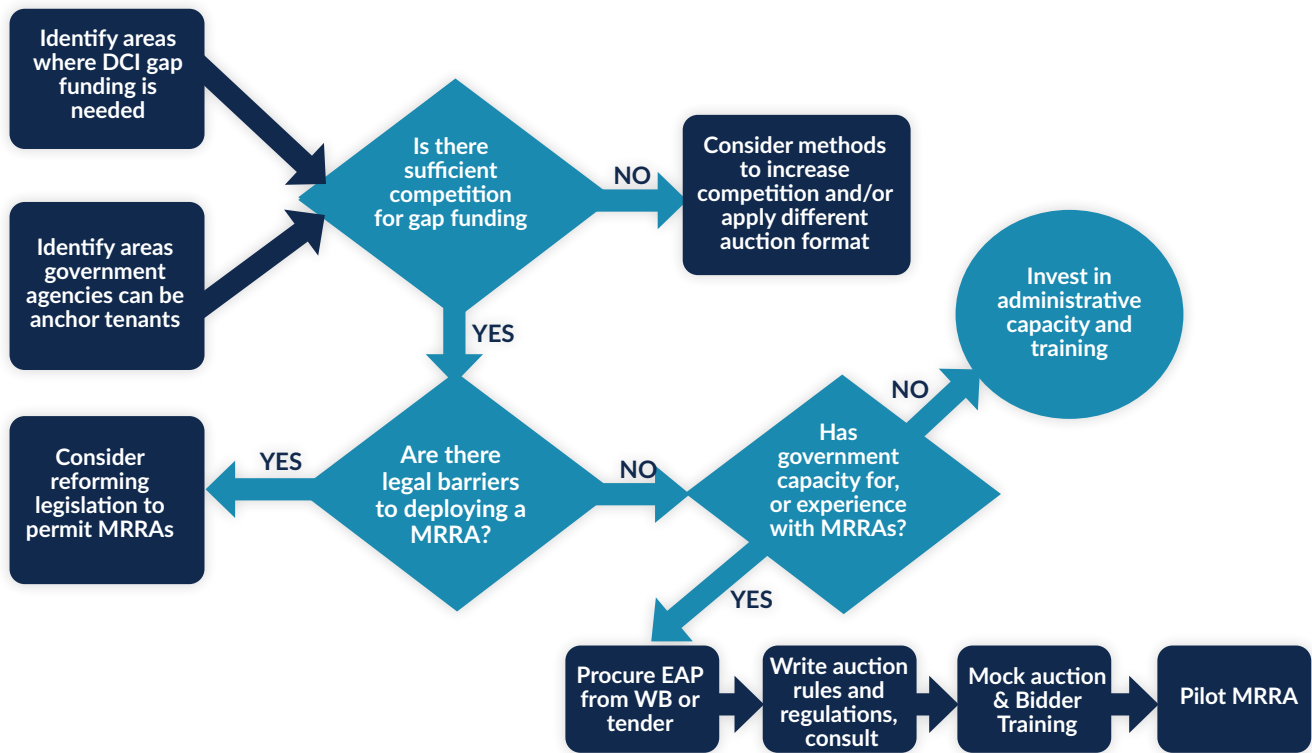 Identify areas
where DCI gap
funding is
needed
Is there
sufficient
competition
for gap funding
NO
Consider methods
to increase
competition and/or
apply different
auction format
Identify areas
government
agencies can be
anchor tenants
YES
Invest in
administrative
capacity and
training
Consider
reforming
legislation to
permit MRRAs
YES
Are there
legal barriers
to deploying a
MRRA?
NO
Has
government
capacity for,
or experience
with MRRAs?
NO
YES
Procure EAP
from WB or
tender
Write auction
rules and
regulations,
consult
Mock auction
& Bidder
Training
Pilot MRRA